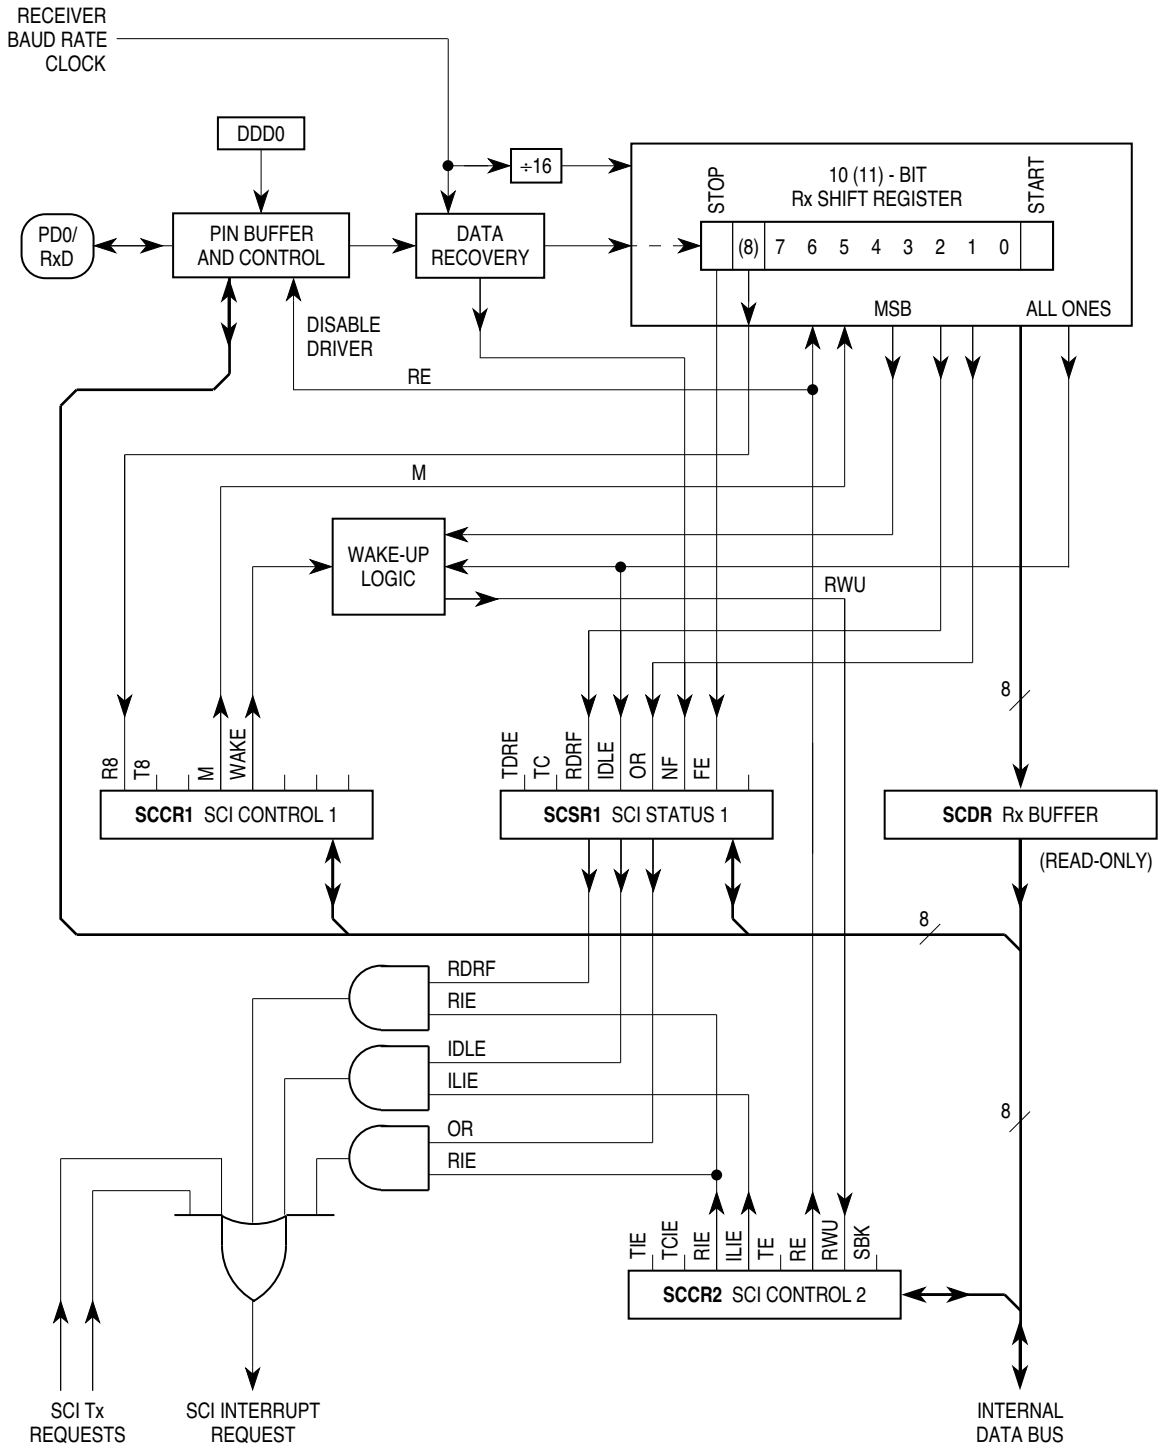 RECEIVER
BAUD RATE
CLOCK
DDD0
÷16
10 (11) - BIT
Rx SHIFT REGISTER
STOP
START
PD0/
RxD
PIN BUFFER
AND CONTROL
DATA
RECOVERY
(8) 7 6 5 4 3 2 1 0
MSB
ALL ONES
DISABLE
DRIVER
RE
M
WAKE-UP
LOGIC
RWU
8
R8
T8
M
WAKE
TDRE
TC
RDRF
IDLE
OR
NF
FE
SCCR1 SCI CONTROL 1
SCSR1 SCI STATUS 1
SCDR Rx BUFFER
(READ-ONLY)
8
RDRF
RIE
IDLE
ILIE
OR
RIE
8
TIE
TCIE
RIE
ILIE
TE
RE
RWU
SBK
SCCR2 SCI CONTROL 2
SCI Tx
REQUESTS
SCI INTERRUPT
REQUEST
INTERNAL
DATA BUS